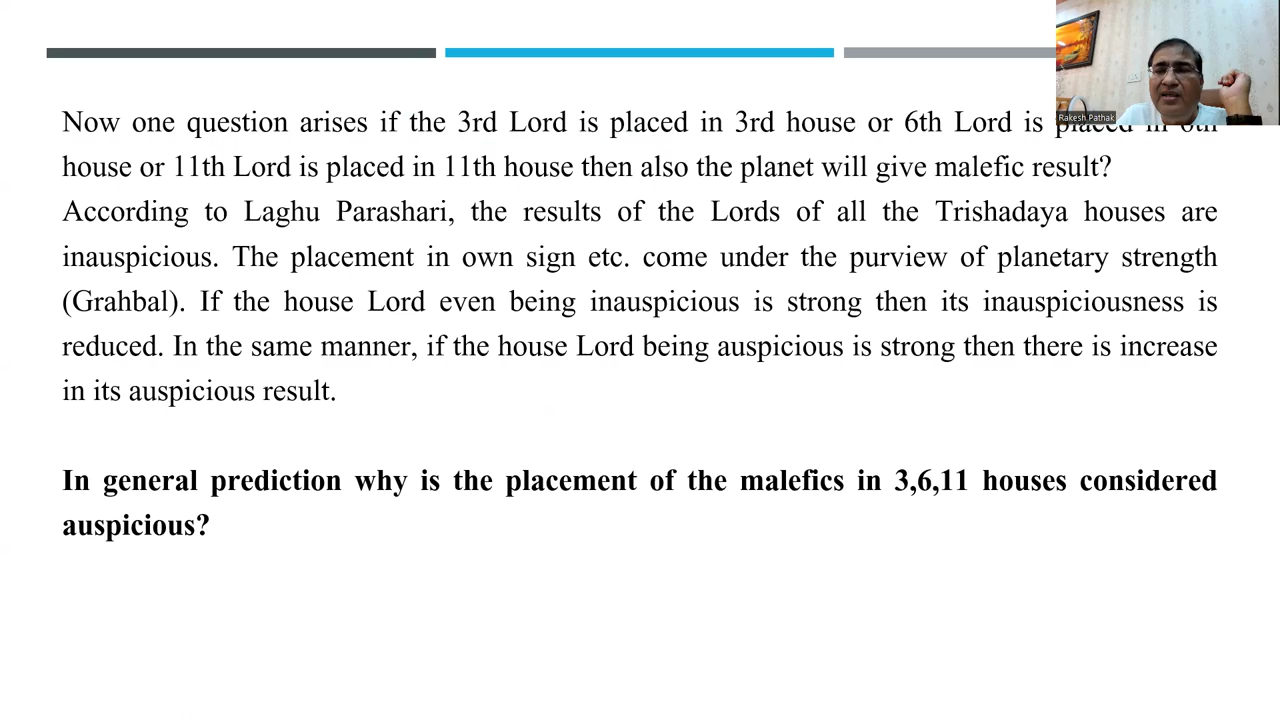 Now one question arises if the 3rd Lord is placed in 3rd house or 6th Lord is placed in 6th
house or 11th Lord is placed in 11th house then also the planet will give malefic result?
According to Laghu Parashari, the results of the Lords of all the Trishadaya houses are
inauspicious. The placement in own sign etc. come under the purview of planetary strength
(Grahbal). If the house Lord even being inauspicious is strong then its inauspiciousness is
reduced. In the same manner, if the house Lord being auspicious is strong then there is increase
in its auspicious result.
In general prediction why is the placement of the malefics in 3,6,11 houses considered
auspicious?
Rakesh Pathak